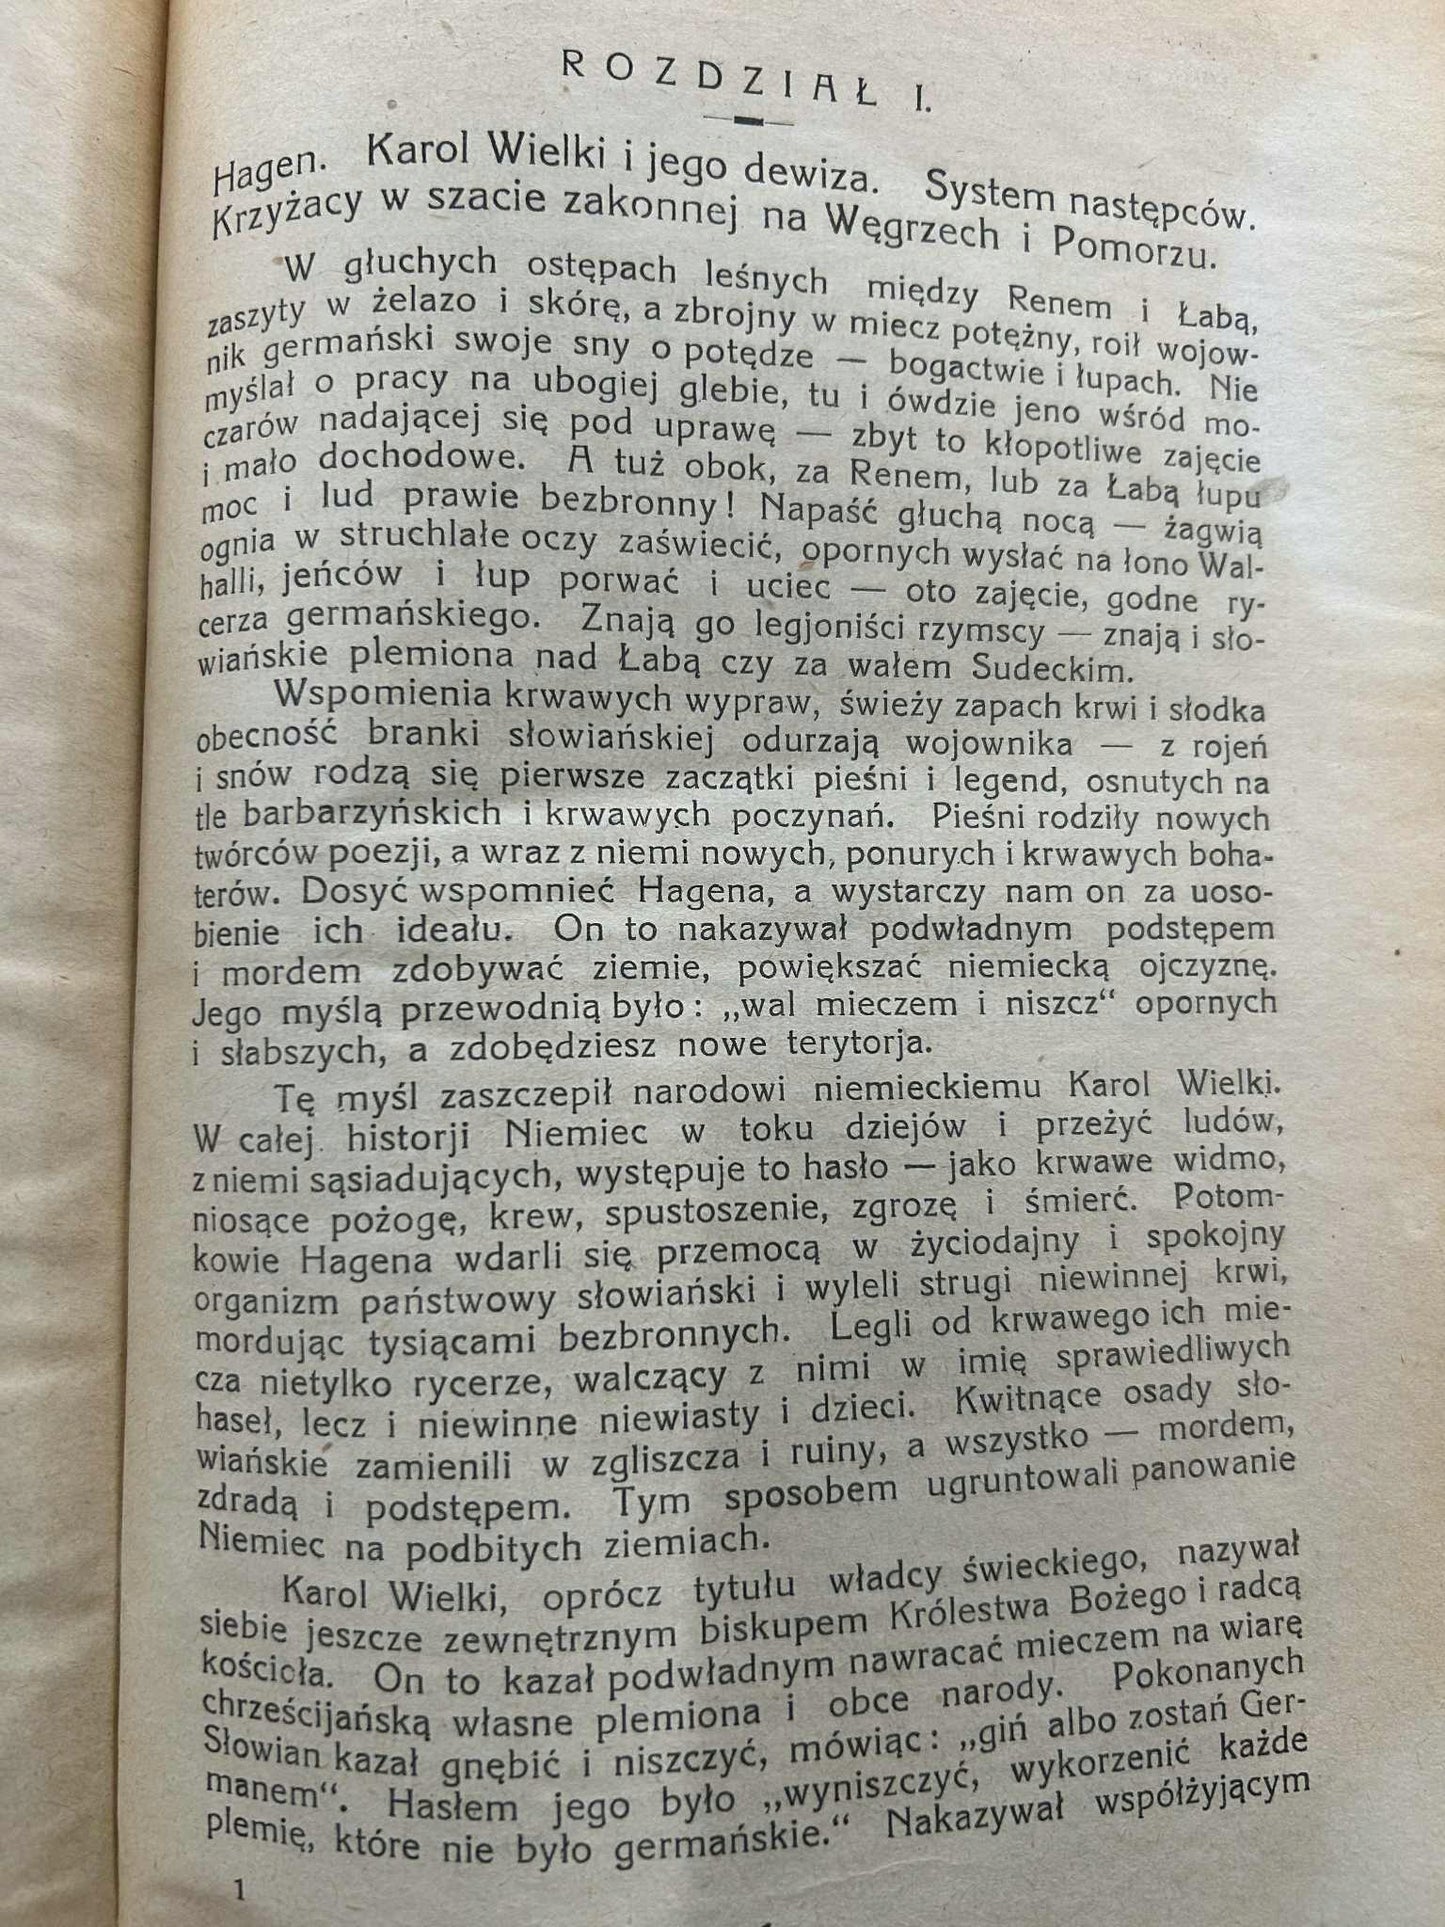 ROZDZIAŁ I.
Hagen. Karol Wielki i jego dewiza. System następców.
Krzyżacy w szacie zakonnej na Węgrzech i Pomorzu.
W głuchych ostępach leśnych między Renem i Łabą,
zaszyty w żelazo i skórę, a zbrojny w miecz potężny, roił wojow-
nik germański swoje sny o potędze — bogactwie i łupach. Nie
myślał o pracy na ubogiej glebie, tu i ówdzie jeno wśród mo-
czarów nadającej się pod uprawę — zbyt to kłopotliwe zajęcie
i mało dochodowe. A tuż obok, za Renem, lub za Łabą łupu
moc i lud prawie bezbronny! Napaść głuchą nocą — żagwią
ognia w struchlałe oczy zaświecić, opornych wysłać na łono Wal-
halli, jeńców i łup porwać i uciec — oto zajęcie, godne ry-
cerza germańskiego. Znają go legjoniści rzymscy — znają i sło-
wiańskie plemiona nad Łabą czy za wałem Sudeckim.
Wspomienia krwawych wypraw, świeży zapach krwi i słodka
obecność branki słowiańskiej odurzają wojownika — z rojeń
i snów rodzą się pierwsze zaczątki pieśni i legend, osnutych na
tle barbarzyńskich i krwawych poczynań. Pieśni rodziły nowych
twórców poezji, a wraz z niemi nowych, ponurych i krwawych boha-
terów. Dosyć wspomnieć Hagena, a wystarczy nam on za uoso-
bienie ich ideału. On to nakazywał podwładnym podstępem
i mordem zdobywać ziemie, powiększać niemiecką ojczyznę.
Jego myślą przewodnią było: „wal mieczem i niszcz“ opornych
i słabszych, a zdobędziesz nowe terytorja.
Tę myśl zaszczepił narodowi niemieckiemu Karol Wielki.
W całej historji Niemiec w toku dziejów i przeżyć ludów,
z niemi sąsiadujących, występuje to hasło — jako krwawe widmo,
niosące pożogę, krew, spustoszenie, zgrozę i śmierć. Potom-
kowie Hagena wdarli się przemocą w życiodajny i spokojny
organizm państwowy słowiański i wyleli strugi niewinnej krwi,
mordując tysiącami bezbronnych. Legli od krwawego ich mie-
cza nietylko rycerze, walczący z nimi w imię sprawiedliwych
haseł, lecz i niewinne niewiasty i dzieci. Kwitnące osady sło-
wiańskie zamienili w zgliszcza i ruiny, a wszystko — mordem,
zdradą i podstępem. Tym sposobem ugruntowali panowanie
Niemiec na podbitych ziemiach.
Karol Wielki, oprócz tytułu władcy świeckiego, nazywał
siebie jeszcze zewnętrznym biskupem Królestwa Bożego i radcą
kościoła. On to kazał podwładnym nawracać mieczem na wiarę
chrześcijańską własne plemiona i obce narody. Pokonanych
Słowian kazał gnębić i niszczyć, mówiąc: „giń albo zostań Ger-
manem“. Hasłem jego było „wyniszczyć, wykorzenić każde
plemię, które nie było germańskie.“ Nakazywał współżyjącym
1